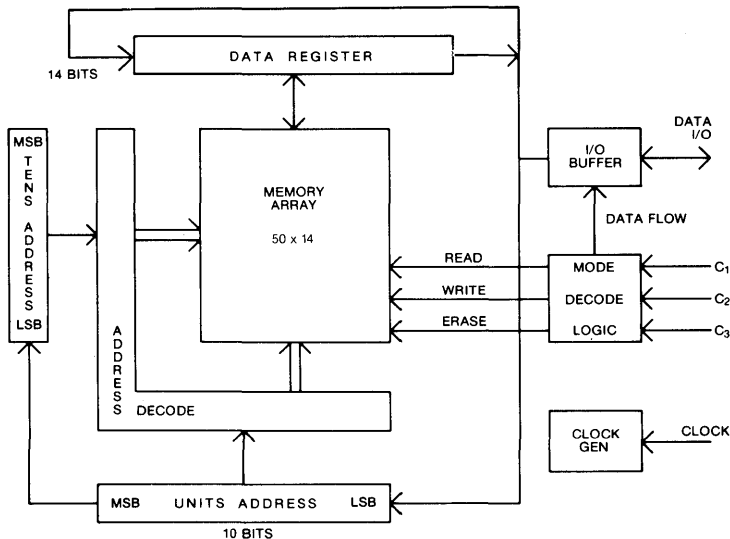 DATA REGISTER
14 BITS
MSB
TENS ADDRESS
LSB
MEMORY
ARRAY
50 x 14
I/O
BUFFER
DATA
I/O
DATA FLOW
READ
WRITE
ERASE
MODE
DECODE
LOGIC
C1
C2
C3
ADDRESS
DECODE
CLOCK
GEN
CLOCK
MSB UNITS ADDRESS LSB
10 BITS